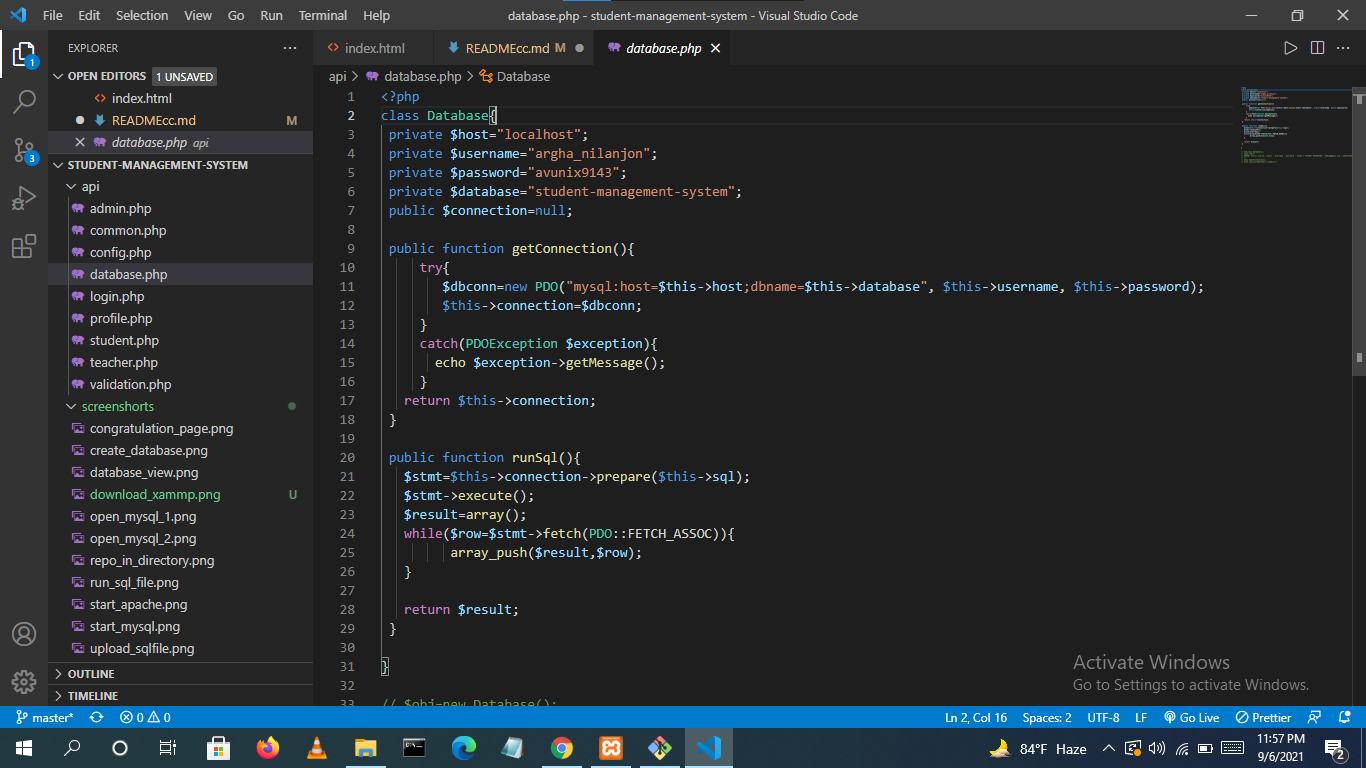 File Edit Selection View Go Run Terminal Help
database.php - student-management-system - Visual Studio Code
EXPLORER
OPEN EDITORS 1 UNSAVED
index.html
READMEcc.md M
database.php api
STUDENT-MANAGEMENT-SYSTEM
api
admin.php
common.php
config.php
database.php
login.php
profile.php
student.php
teacher.php
validation.php
screenshorts
congratulation_page.png
create_database.png
database_view.png
download_xammp.png U
open_mysql_1.png
open_mysql_2.png
repo_in_directory.png
run_sql_file.png
start_apache.png
start_mysql.png
upload_sqlfile.png
OUTLINE
TIMELINE
1
3
index.html READMEcc.md M database.php
api > database.php > Database
1 <?php
2 class Database{
3 private $host="localhost";
4 private $username="argha_nilanjon";
5 private $password="avunix9143";
6 private $database="student-management-system";
7 public $connection=null;
8
9 public function getConnection(){
10 try{
11 $dbconn=new PDO("mysql:host=$this->host;dbname=$this->database", $this->username, $this->password);
12 $this->connection=$dbconn;
13 }
14 catch(PDOException $exception){
15 echo $exception->getMessage();
16 }
17 return $this->connection;
18 }
19
20 public function runSql(){
21 $stmt=$this->connection->prepare($this->sql);
22 $stmt->execute();
23 $result=array();
24 while($row=$stmt->fetch(PDO::FETCH_ASSOC)){
25 array_push($result,$row);
26 }
27
28 return $result;
29 }
30
31 }
32
33 // $obj=new Database();
Activate Windows
Go to Settings to activate Windows.
master* 0 0 Ln 2, Col 16 Spaces: 2 UTF-8 LF PHP Go Live Prettier
84°F Haze
11:57 PM
9/6/2021
2